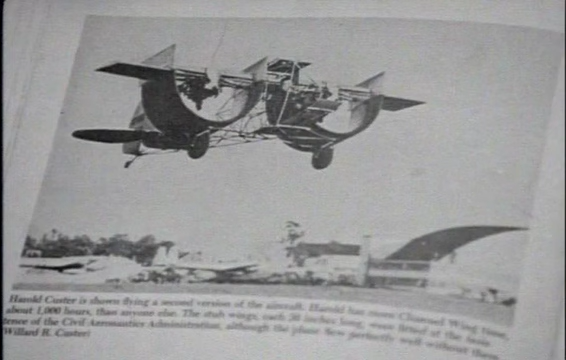 Harold Custer is shown flying a second version of the aircraft. Harold has more Channel Wing time,
about 1,000 hours, than anyone else. The stub wings, each 50 inches long, were fitted at the
tence of the Civil Aeronautics Administration, although the plane flew perfectly well without
Willard R. Custer)